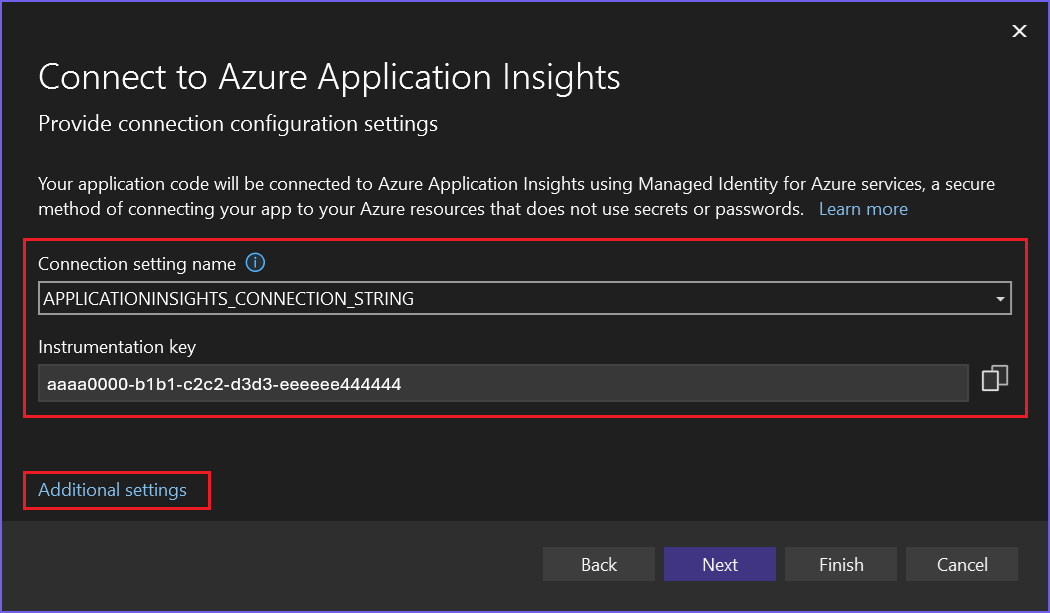 Connect to Azure Application Insights
Provide connection configuration settings
Your application code will be connected to Azure Application Insights using Managed Identity for Azure services, a secure
method of connecting your app to your Azure resources that does not use secrets or passwords. Learn more
Connection setting name
APPLICATIONINSIGHTS_CONNECTION_STRING
Instrumentation key
aaaa0000-b1b1-c2c2-d3d3-eeeeee444444
Additional settings
Back Next Finish Cancel